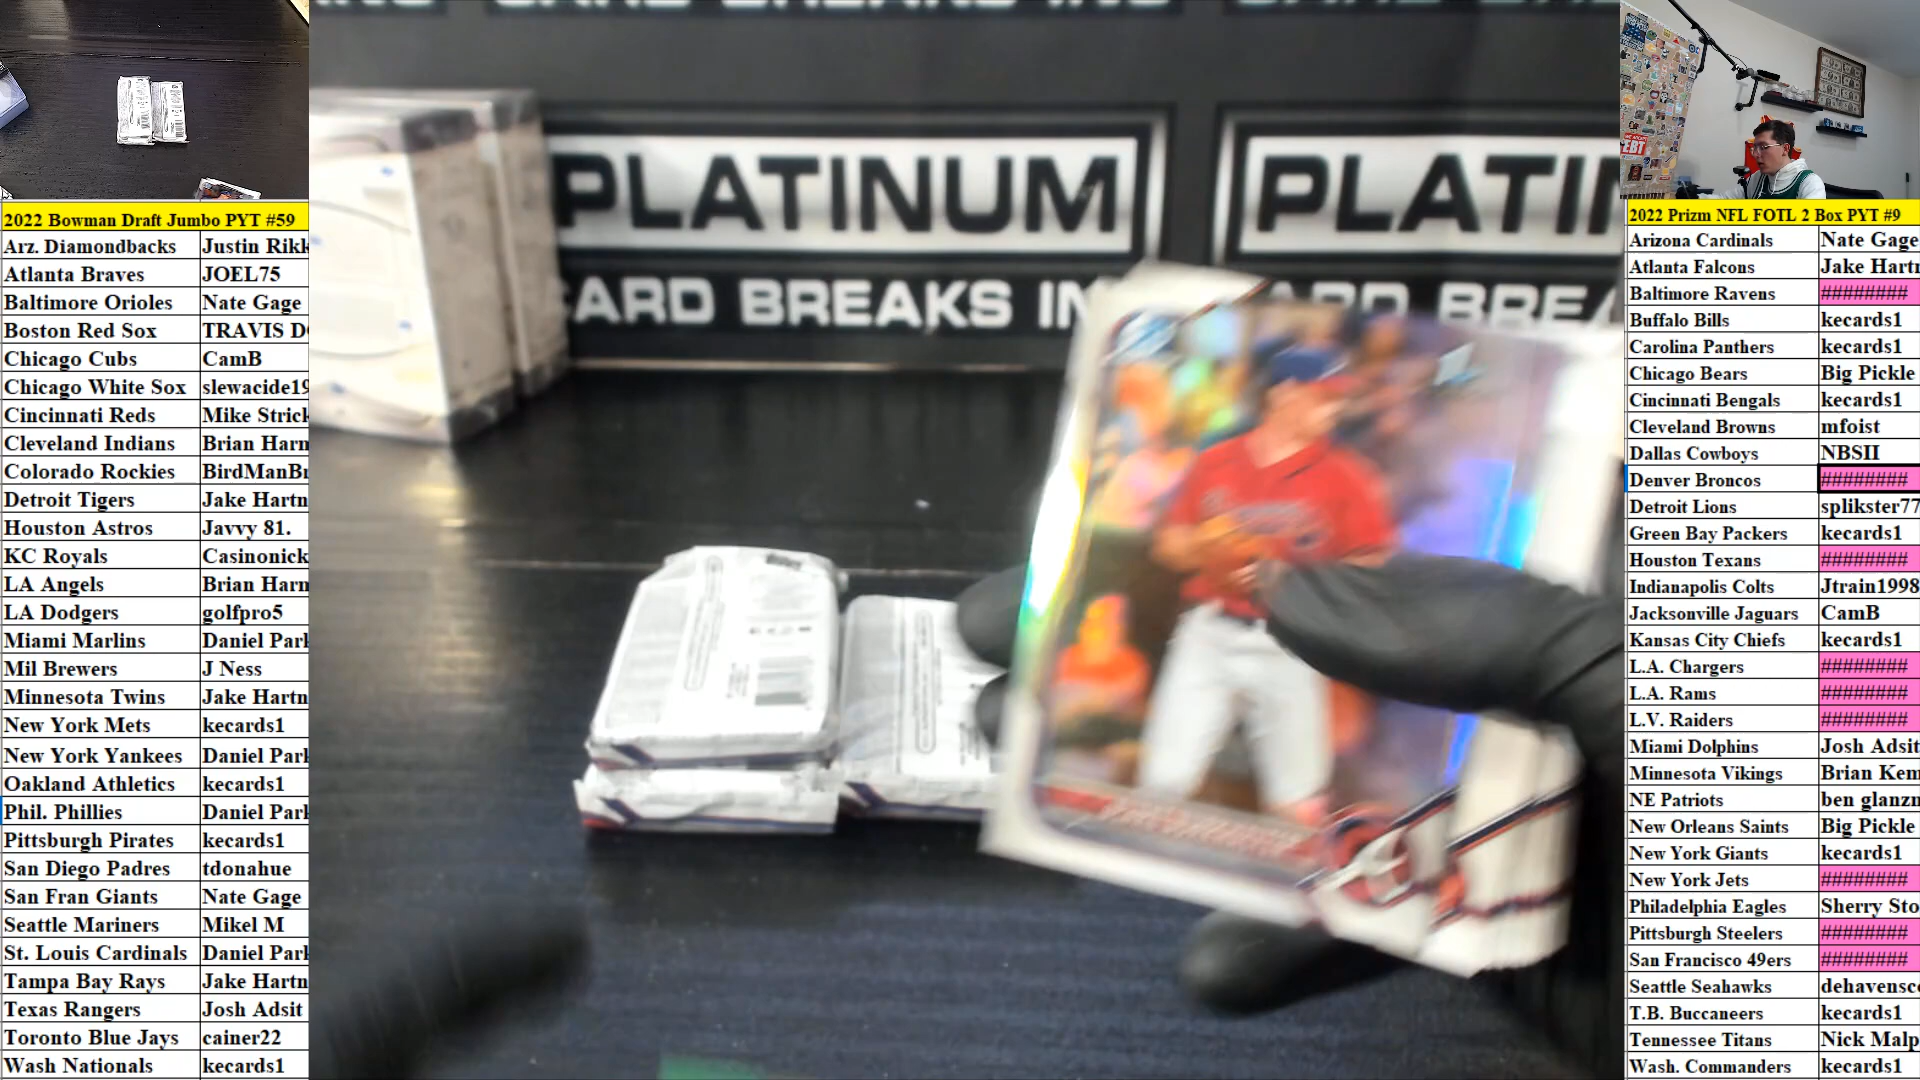 PLATINUM
PLATI
CARD BREAKS IN
CARD BREA
2022 Bowman Draft Jumbo PYT #59
Arz. Diamondbacks Justin Rikk
Atlanta Braves JOEL75
Baltimore Orioles Nate Gage
Boston Red Sox TRAVIS D
Chicago Cubs CamB
Chicago White Sox slewacide19
Cincinnati Reds Mike Strick
Cleveland Indians Brian Harn
Colorado Rockies BirdManBr
Detroit Tigers Jake Hartn
Houston Astros Javvy 81.
KC Royals Casinonick
LA Angels Brian Harn
LA Dodgers golfpro5
Miami Marlins Daniel Parl
Mil Brewers J Ness
Minnesota Twins Jake Hartn
New York Mets kecards1
New York Yankees Daniel Parl
Oakland Athletics kecards1
Phil. Phillies Daniel Parl
Pittsburgh Pirates kecards1
San Diego Padres tdonahue
San Fran Giants Nate Gage
Seattle Mariners Mikel M
St. Louis Cardinals Daniel Parl
Tampa Bay Rays Jake Hartn
Texas Rangers Josh Adsit
Toronto Blue Jays cainer22
Wash Nationals kecards1
2022 Prizm NFL FOTL 2 Box PYT #9
Arizona Cardinals Nate Gage
Atlanta Falcons Jake Hartn
Baltimore Ravens ########
Buffalo Bills kecards1
Carolina Panthers kecards1
Chicago Bears Big Pickle
Cincinnati Bengals kecards1
Cleveland Browns mfoist
Dallas Cowboys NBSII
Denver Broncos ########
Detroit Lions splikster77
Green Bay Packers kecards1
Houston Texans ########
Indianapolis Colts Jtrain1998
Jacksonville Jaguars CamB
Kansas City Chiefs kecards1
L.A. Chargers ########
L.A. Rams ########
L.V. Raiders ########
Miami Dolphins Josh Adsit
Minnesota Vikings Brian Kem
NE Patriots ben glanzn
New Orleans Saints Big Pickle
New York Giants kecards1
New York Jets ########
Philadelphia Eagles Sherry Sto
Pittsburgh Steelers ########
San Francisco 49ers ########
Seattle Seahawks dehavensc
T.B. Buccaneers kecards1
Tennessee Titans Nick Malp
Wash. Commanders kecards1